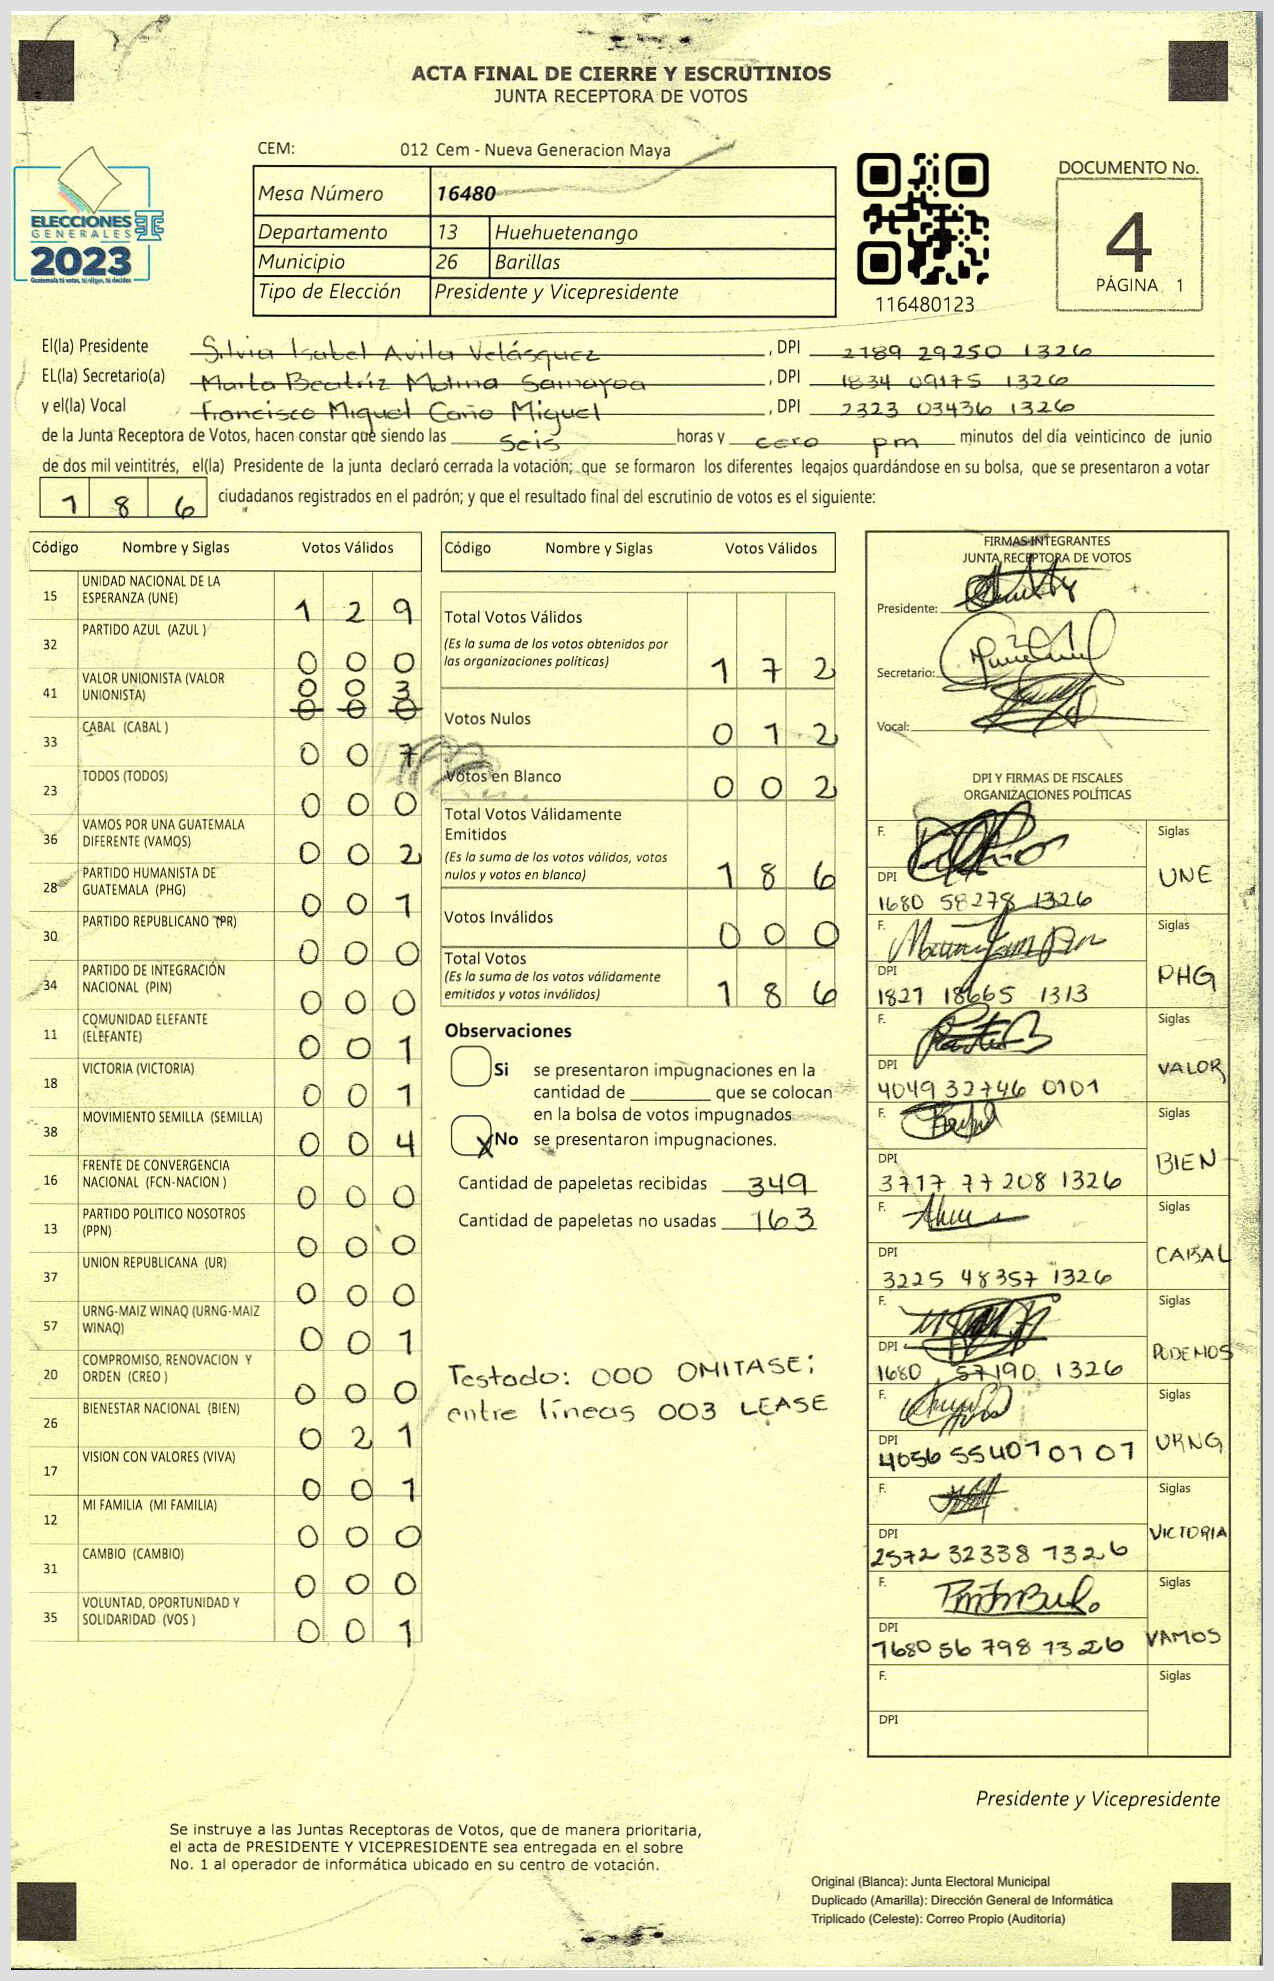 ACTA FINAL DE CIERRE Y ESCRUTINIOS
JUNTA RECEPTORA DE VOTOS
CEM: 012 Cem - Nueva Generacion Maya
Mesa Número 16480
Departamento 13 Huehuetenango
Municipio 26 Barillas
Tipo de Elección Presidente y Vicepresidente
ELECCIONES
GENERALES
2023
Guatemala tú votas, tú eliges, tú decides
116480123
DOCUMENTO No.
4
PÁGINA 1
El(la) Presidente Silvia Isabel Avila Velásquez, DPI 2189 29250 1326
EL(la) Secretario(a) Marta Beatríz Molina Samayoa, DPI 1834 09175 1326
y el(la) Vocal Francisco Miguel Caño Miguel, DPI 2323 03436 1326
de la Junta Receptora de Votos, hacen constar que siendo las seis horas y cero pm minutos del día veinticinco de junio
de dos mil veintitrés, el(la) Presidente de la junta declaró cerrada la votación; que se formaron los diferentes legajos guardándose en su bolsa, que se presentaron a votar
186 ciudadanos registrados en el padrón; y que el resultado final del escrutinio de votos es el siguiente:
Código Nombre y Siglas Votos Válidos
15 UNIDAD NACIONAL DE LA ESPERANZA (UNE) 1 2 9
32 PARTIDO AZUL (AZUL ) 0 0 0
41 VALOR UNIONISTA (VALOR UNIONISTA) 0 0 3
0 0 0
33 CABAL (CABAL ) 0 0 7
23 TODOS (TODOS) 0 0 0
36 VAMOS POR UNA GUATEMALA DIFERENTE (VAMOS) 0 0 2
28 PARTIDO HUMANISTA DE GUATEMALA (PHG) 0 0 1
30 PARTIDO REPUBLICANO (PR) 0 0 0
34 PARTIDO DE INTEGRACIÓN NACIONAL (PIN) 0 0 0
11 COMUNIDAD ELEFANTE (ELEFANTE) 0 0 1
18 VICTORIA (VICTORIA) 0 0 1
38 MOVIMIENTO SEMILLA (SEMILLA) 0 0 4
16 FRENTE DE CONVERGENCIA NACIONAL (FCN-NACION ) 0 0 0
13 PARTIDO POLITICO NOSOTROS (PPN) 0 0 0
37 UNION REPUBLICANA (UR) 0 0 0
57 URNG-MAIZ WINAQ (URNG-MAIZ WINAQ) 0 0 1
20 COMPROMISO, RENOVACION Y ORDEN (CREO ) 0 0 0
26 BIENESTAR NACIONAL (BIEN) 0 2 1
17 VISION CON VALORES (VIVA) 0 0 1
12 MI FAMILIA (MI FAMILIA) 0 0 0
31 CAMBIO (CAMBIO) 0 0 0
35 VOLUNTAD, OPORTUNIDAD Y SOLIDARIDAD (VOS ) 0 0 1
Código Nombre y Siglas Votos Válidos
Total Votos Válidos
(Es la suma de los votos obtenidos por
las organizaciones políticas) 1 7 2
Votos Nulos 0 1 2
Votos en Blanco 0 0 2
Total Votos Válidamente
Emitidos
(Es la suma de los votos válidos, votos
nulos y votos en blanco) 1 8 6
Votos Inválidos 0 0 0
Total Votos
(Es la suma de los votos válidamente
emitidos y votos inválidos) 1 8 6
Observaciones
Si se presentaron impugnaciones en la
cantidad de ________ que se colocan
en la bolsa de votos impugnados
X No se presentaron impugnaciones.
Cantidad de papeletas recibidas 349
Cantidad de papeletas no usadas 163
Testado: 000 OMITASE;
entre líneas 003 LEASE
FIRMAS INTEGRANTES
JUNTA RECEPTORA DE VOTOS
Presidente:
Secretario:
Vocal:
DPI Y FIRMAS DE FISCALES
ORGANIZACIONES POLÍTICAS
F. Siglas
DPI 1680 58278 1326 UNE
F. Siglas
DPI 1827 18665 1313 PHG
F. Siglas
DPI 4049 32746 0101 VALOR
F. Siglas
DPI 3717 77208 1326 BIEN
F. Siglas
DPI 3225 48357 1326 CABAL
F. Siglas
DPI 1680 57190 1326 PODEMOS
F. Siglas
DPI 4056 55407 0101 URNG
F. Siglas
DPI 2572 32338 1326 VICTORIA
F. Siglas
DPI 1680 56798 1326 VAMOS
F. Siglas
DPI
Presidente y Vicepresidente
Se instruye a las Juntas Receptoras de Votos, que de manera prioritaria,
el acta de PRESIDENTE Y VICEPRESIDENTE sea entregada en el sobre
No. 1 al operador de informática ubicado en su centro de votación.
Original (Blanca): Junta Electoral Municipal
Duplicado (Amarilla): Dirección General de Informática
Triplicado (Celeste): Correo Propio (Auditoría)